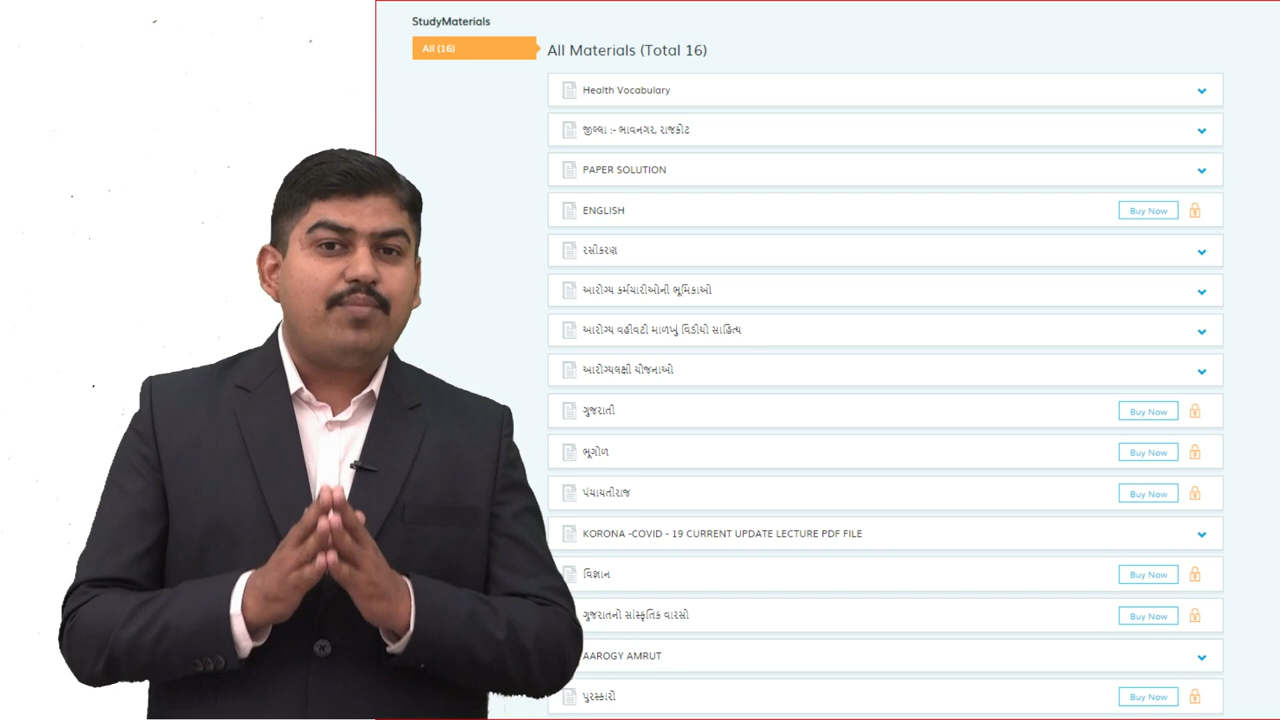 StudyMaterials
All (16)
All Materials (Total 16)
Health Vocabulary
જીલ્લા :- ભાવનગર, રાજકોટ
PAPER SOLUTION
ENGLISH
Buy Now
રસીકરણ
આરોગ્ય કર્મચારીઓની ભૂમિકાઓ
આરોગ્ય વહીવટી માળખું વિડીયો સાહિત્ય
આરોગ્યલક્ષી યોજનાઓ
ગુજરાતી
Buy Now
ભૂગોળ
Buy Now
પંચાયતીરાજ
Buy Now
KORONA -COVID - 19 CURRENT UPDATE LECTURE PDF FILE
વિજ્ઞાન
Buy Now
ગુજરાતનો સાંસ્કૃતિક વારસો
Buy Now
AAROGY AMRUT
પુરસ્કારો
Buy Now